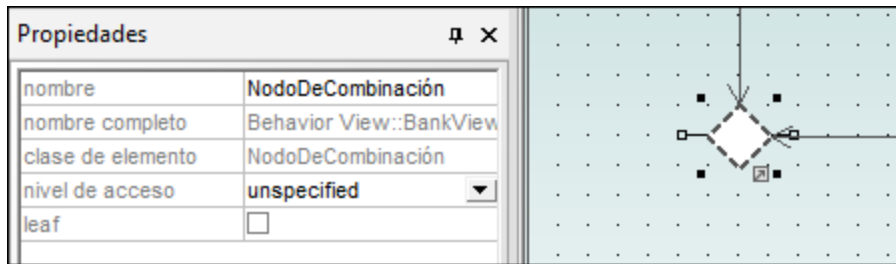 Propiedades
nombre NodoDeCombinación
nombre completo Behavior View::BankView
clase de elemento NodoDeCombinación
nivel de acceso unspecified
leaf